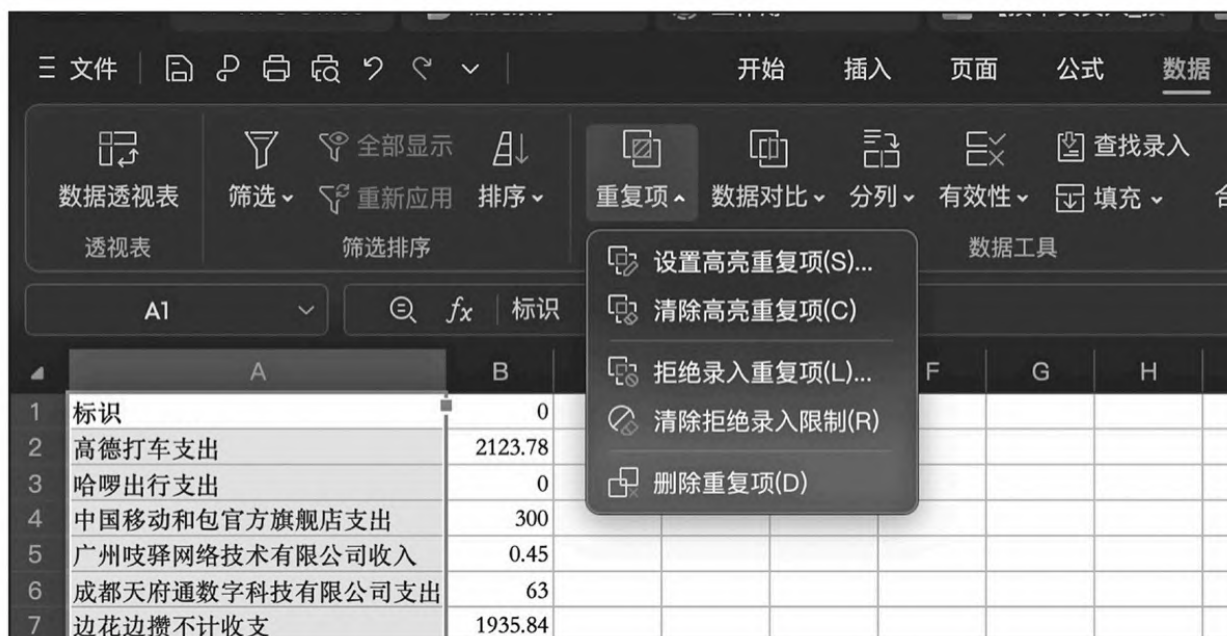 文件 开始 插入 页面 公式 数据
全部显示 查找录入
数据透视表 筛选 重新应用 排序 重复项 数据对比 分列 有效性 填充
透视表 筛选排序 数据工具
设置高亮重复项(S)...
A1 fx 标识 清除高亮重复项(C)
拒绝录入重复项(L)...
A B F G H
1 标识 0
清除拒绝录入限制(R)
2 高德打车支出 2123.78
3 哈啰出行支出 0
删除重复项(D)
4 中国移动和包官方旗舰店支出 300
5 广州吱驿网络技术有限公司收入 0.45
6 成都天府通数字科技有限公司支出 63
7 边花边攒不计收支 1935.84